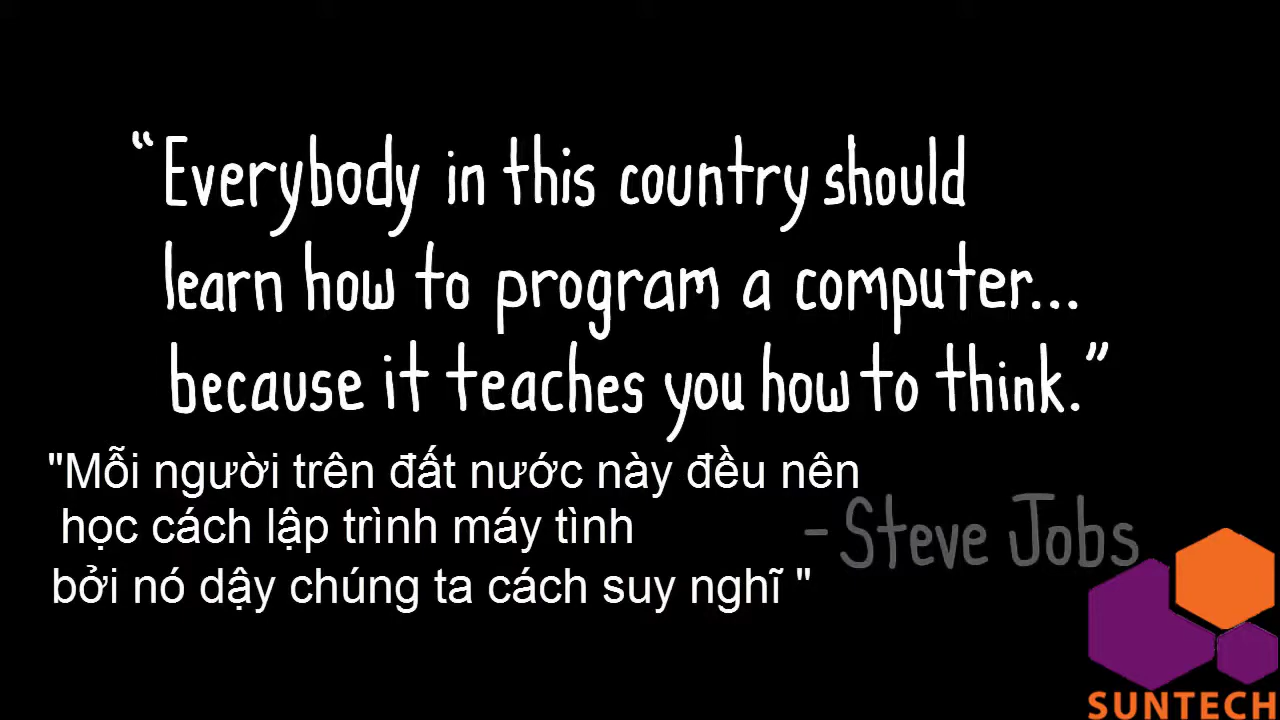 “Everybody in this country should
learn how to program a computer...
because it teaches you how to think.”
"Mỗi người trên đất nước này đều nên
học cách lập trình máy tình
bởi nó dậy chúng ta cách suy nghĩ "
-Steve Jobs
SUNTECH